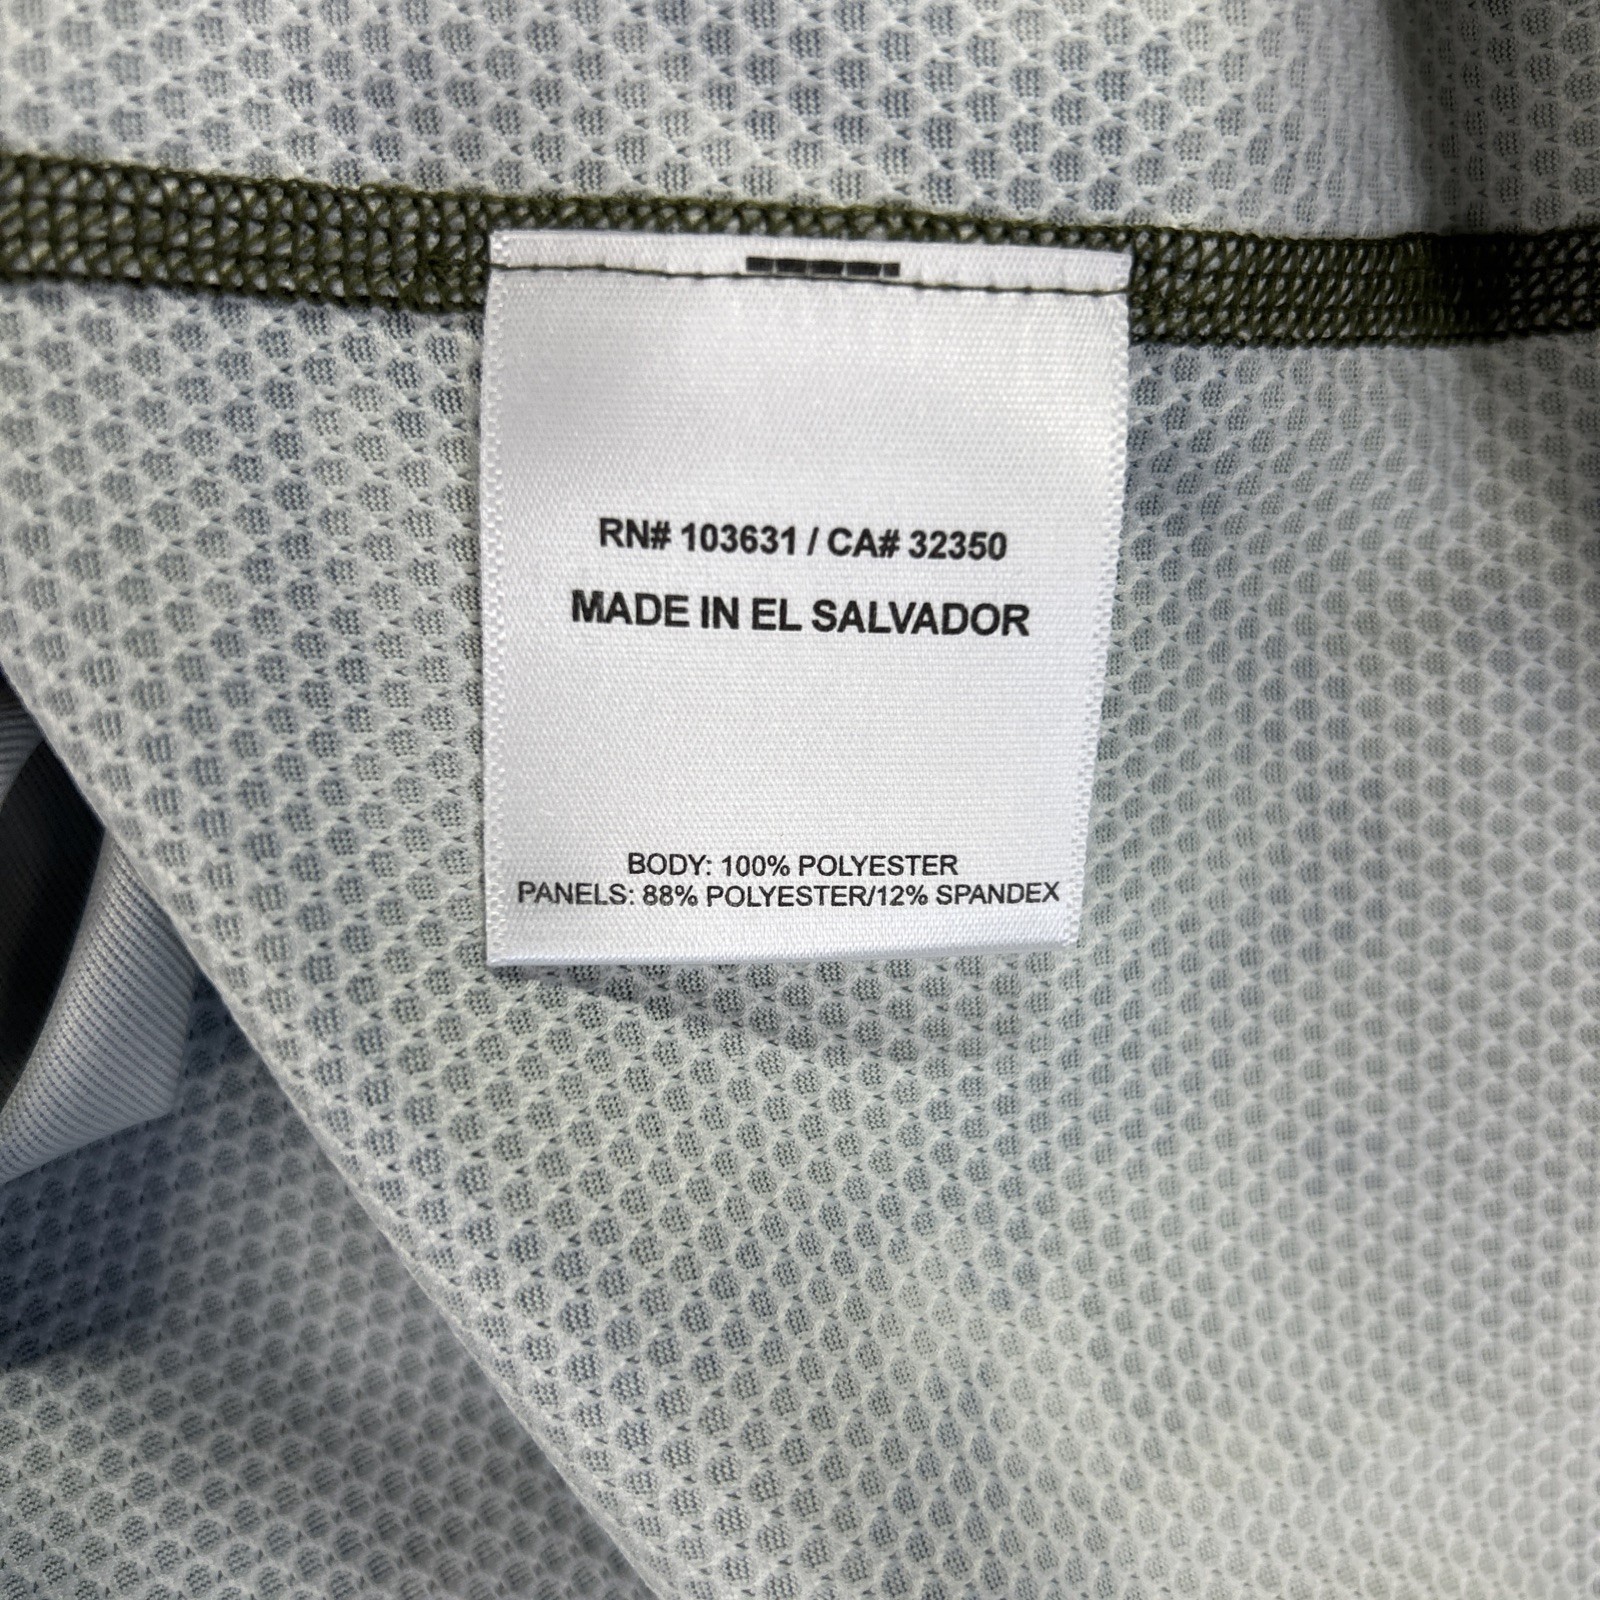 RN# 103631 / CA# 32350
MADE IN EL SALVADOR
BODY: 100% POLYESTER
PANELS: 88% POLYESTER/12% SPANDEX